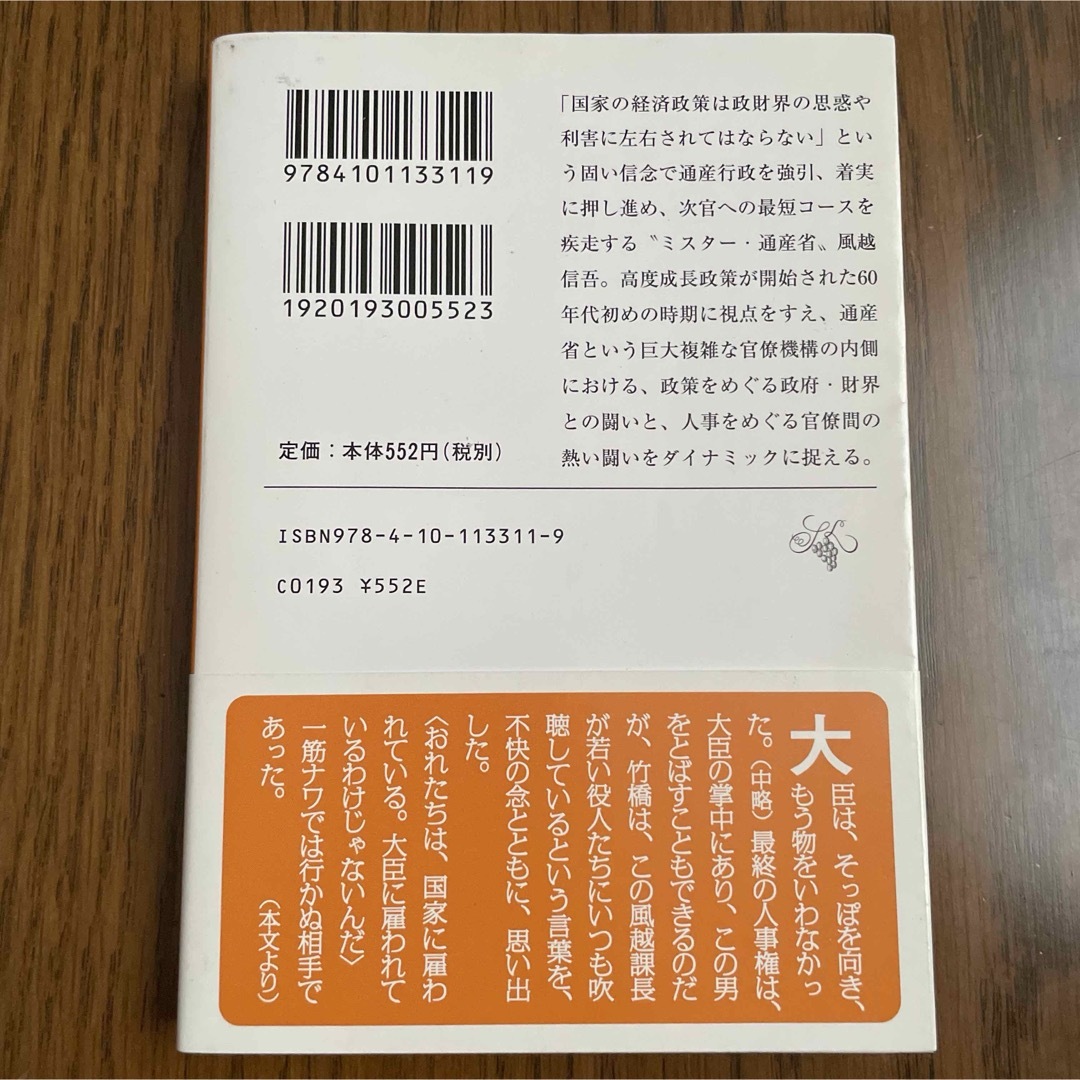 9784101133119
1920193005523
定価：本体552円（税別）
「国家の経済政策は政財界の思惑や
利害に左右されてはならない」とい
う固い信念で通産行政を強引、着実
に押し進め、次官への最短コースを
疾走する〝ミスター・通産省〟風越
信吾。高度成長政策が開始された60
年代初めの時期に視点をすえ、通産
省という巨大複雑な官僚機構の内側
における、政策をめぐる政府・財界
との闘いと、人事をめぐる官僚間の
熱い闘いをダイナミックに捉える。
ISBN978-4-10-113311-9
C0193 ¥552E
大臣は、そっぽを向き、
もう物をいわなかっ
た。（中略）最終の人事権は、
大臣の掌中にあり、この男
をとばすこともできるのだ
が、竹橋は、この風越課長
が若い役人たちにいつも吹
聴しているという言葉を、
不快の念とともに、思い出
した。
〈おれたちは、国家に雇わ
れている。大臣に雇われて
いるわけじゃないんだ〉
一筋ナワでは行かぬ相手で
あった。
（本文より）